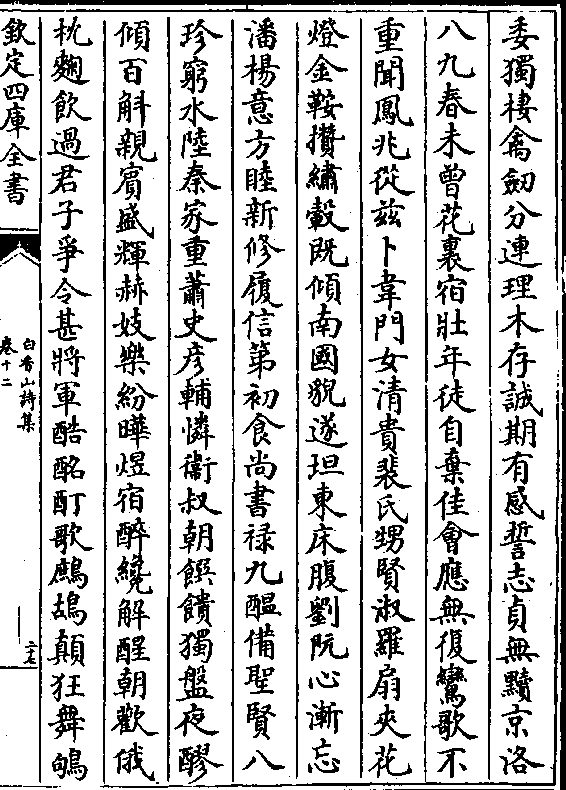 委獨棲禽劒分連理木存誠期有感誓志貞無黷京洛
八九春未曾花裏宿壯年徒自棄佳會應無復鸞歌不
重聞鳳兆從兹卜韋門女清貴裴氏甥賢淑羅扇夾花
燈金鞍攢繡轂既傾南國貌遂坦東床腹劉阮心漸忘
潘楊意方睦新修履信第初食尚書禄九醖備聖賢八
珍窮水陸秦家重蕭史彦輔憐衞叔朝饌饋獨盤夜醪
傾百斛親賓盛輝赫妓樂紛曄煜宿醉纔解酲朝歡俄
枕麴飲過君子爭令甚將軍酷酩酊歌鷓鴣顛狂舞鴝
欽定四庫全書
白香山詩集
卷十二
二十七